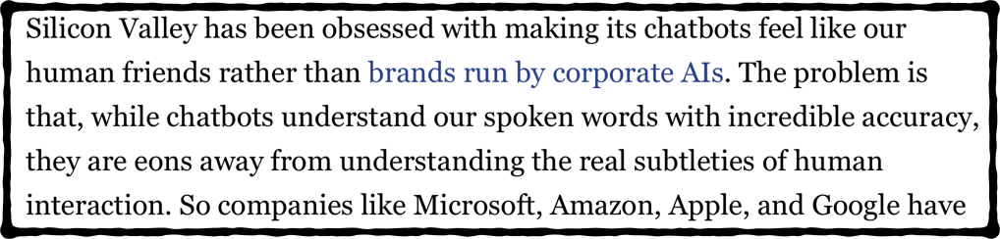 Silicon Valley has been obsessed with making its chatbots feel like our
human friends rather than brands run by corporate AIs. The problem is
that, while chatbots understand our spoken words with incredible accuracy,
they are eons away from understanding the real subtleties of human
interaction. So companies like Microsoft, Amazon, Apple, and Google have